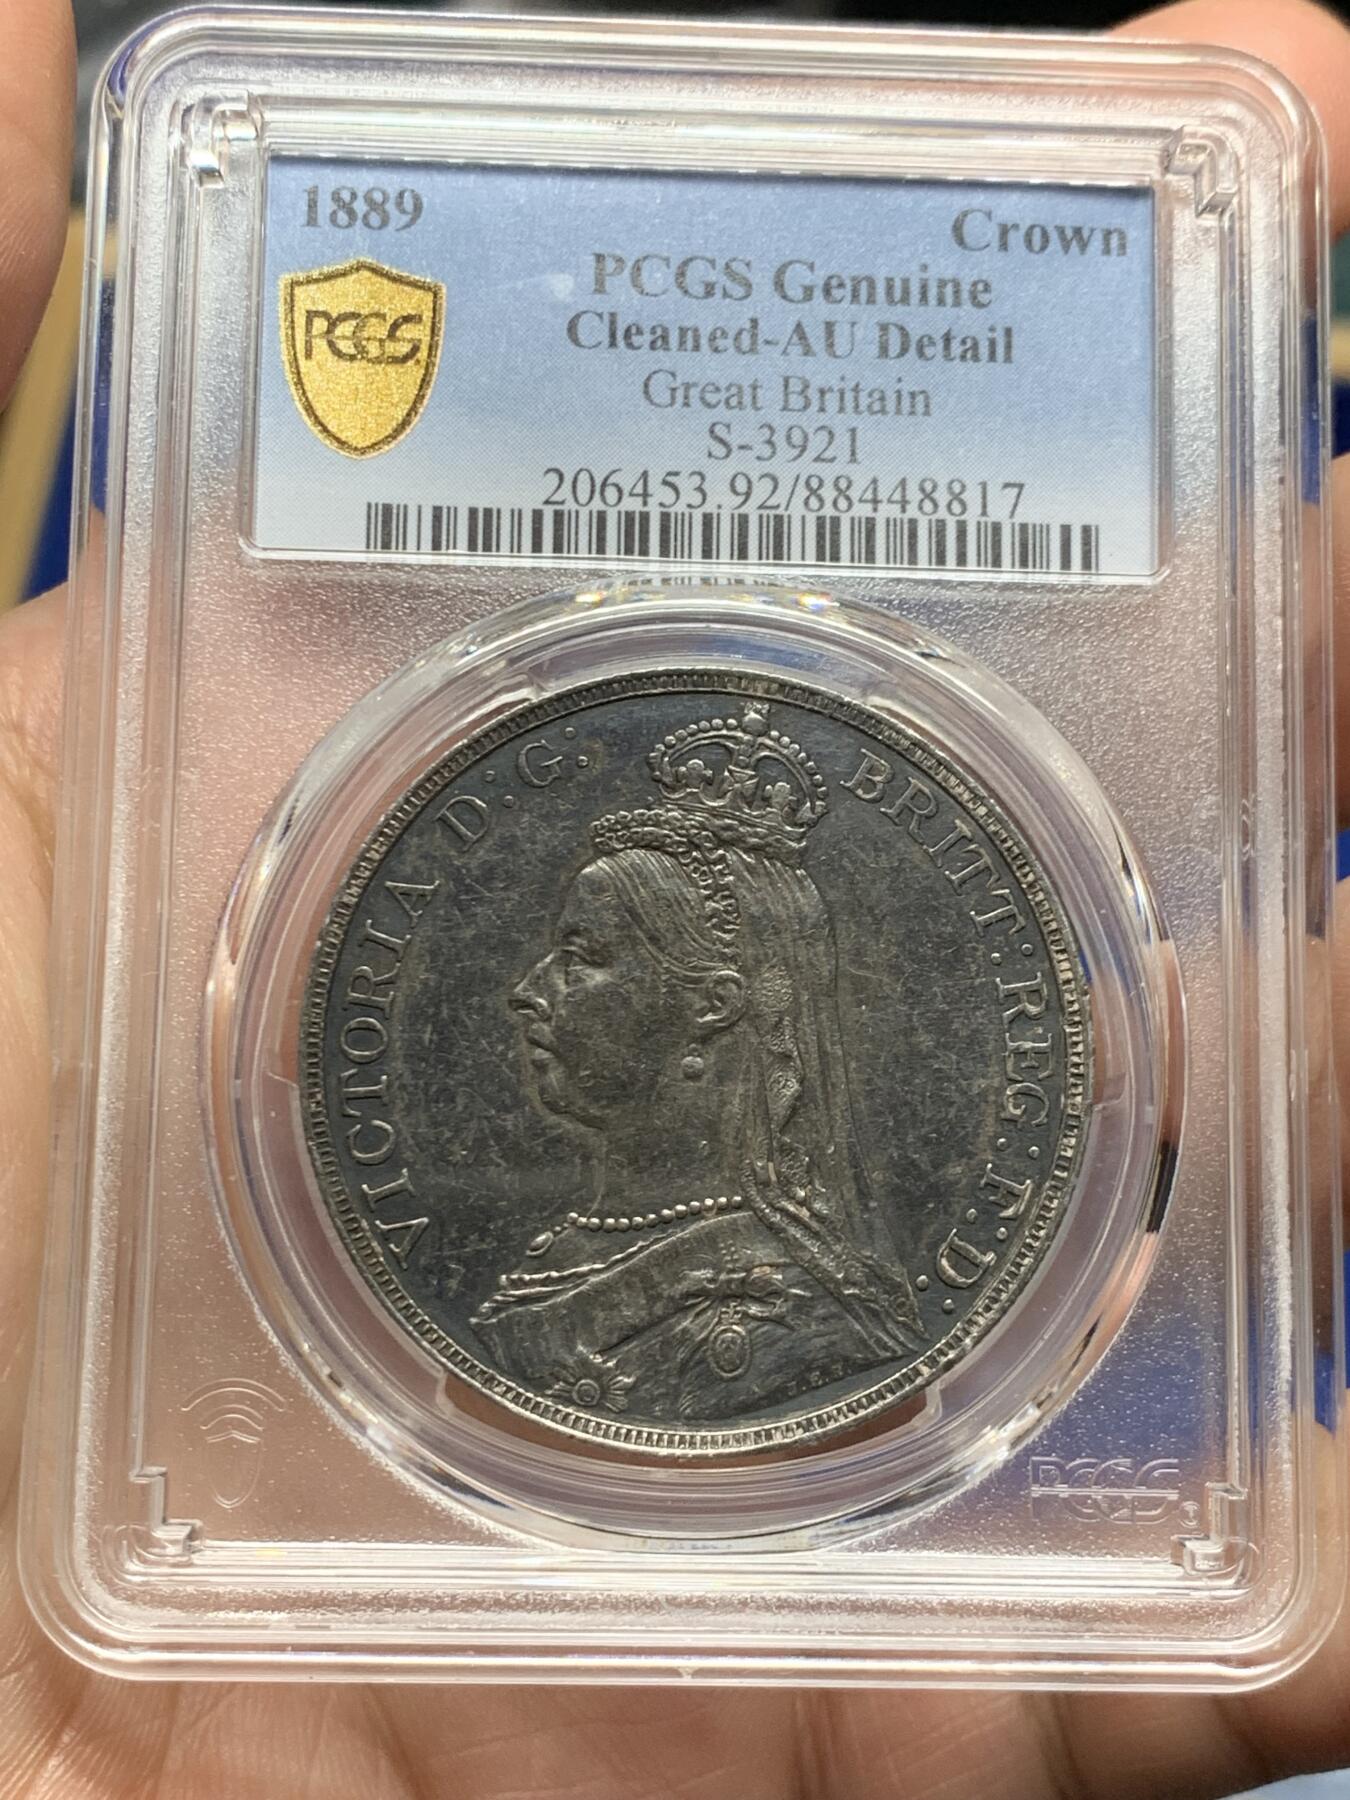 1889
Crown
PCGS
PCGS Genuine
Cleaned-AU Detail
Great Britain
S-3921
206453.92/88448817
VICTORIA D: G: BRITT: REG: F: D:
J.E.B
PCGS